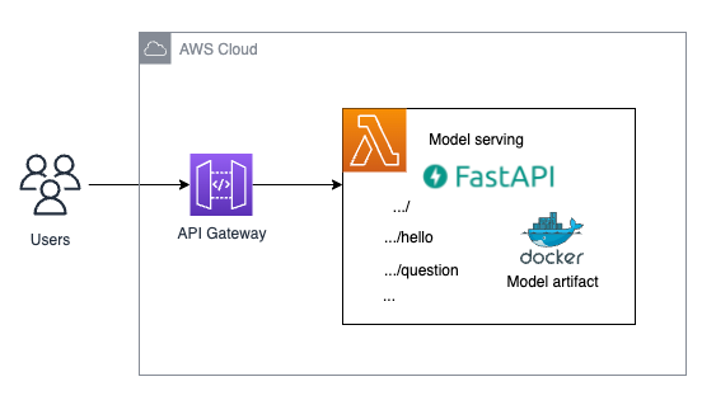 AWS Cloud
Users
</>
API Gateway
Model serving
FastAPI
.../
.../hello
.../question
...
docker
Model artifact